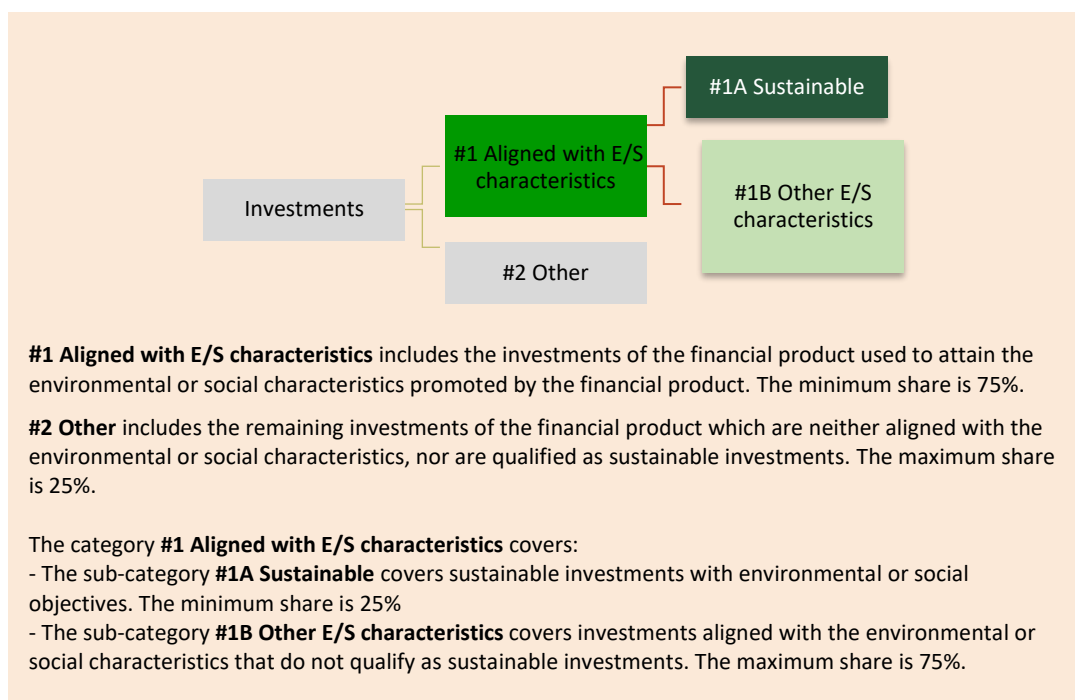 #1A Sustainable
#1 Aligned with E/S
characteristics
#1B Other E/S
characteristics
Investments
#2 Other
#1 Aligned with E/S characteristics includes the investments of the financial product used to attain the
environmental or social characteristics promoted by the financial product. The minimum share is 75%.
#2 Other includes the remaining investments of the financial product which are neither aligned with the
environmental or social characteristics, nor are qualified as sustainable investments. The maximum share
is 25%.
The category #1 Aligned with E/S characteristics covers:
- The sub-category #1A Sustainable covers sustainable investments with environmental or social
objectives. The minimum share is 25%
- The sub-category #1B Other E/S characteristics covers investments aligned with the environmental or
social characteristics that do not qualify as sustainable investments. The maximum share is 75%.